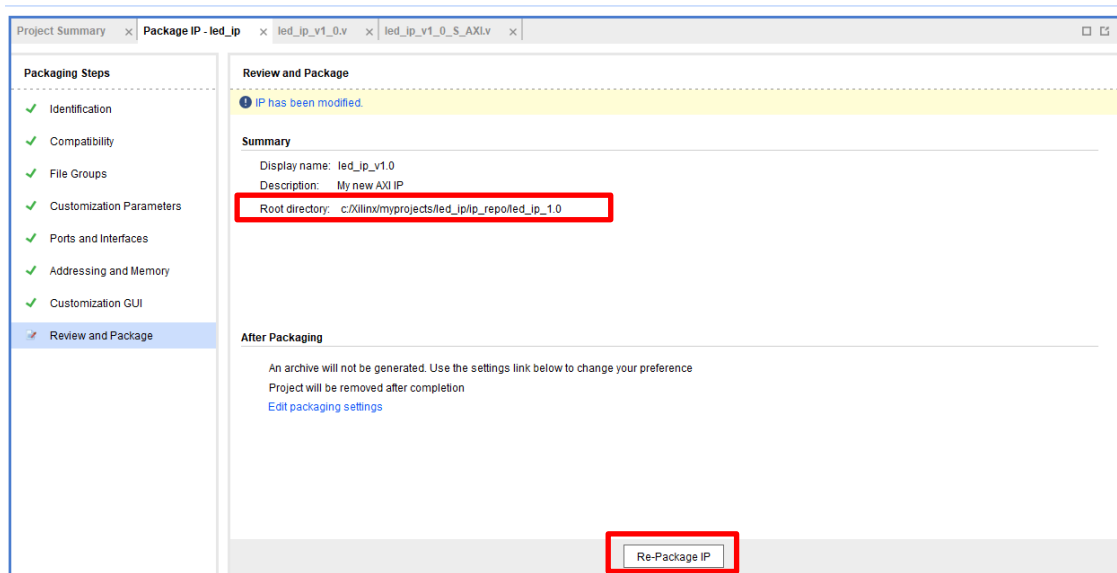 Project Summary × Package IP - led_ip × led_ip_v1_0.v × led_ip_v1_0_S_AXI.v ×
Packaging Steps
Identification
Compatibility
File Groups
Customization Parameters
Ports and Interfaces
Addressing and Memory
Customization GUI
Review and Package
Review and Package
IP has been modified.
Summary
Display name: led_ip_v1.0
Description: My new AXI IP
Root directory: c:/Xilinx/myprojects/led_ip/ip_repo/led_ip_1.0
After Packaging
An archive will not be generated. Use the settings link below to change your preference
Project will be removed after completion
Edit packaging settings
Re-Package IP